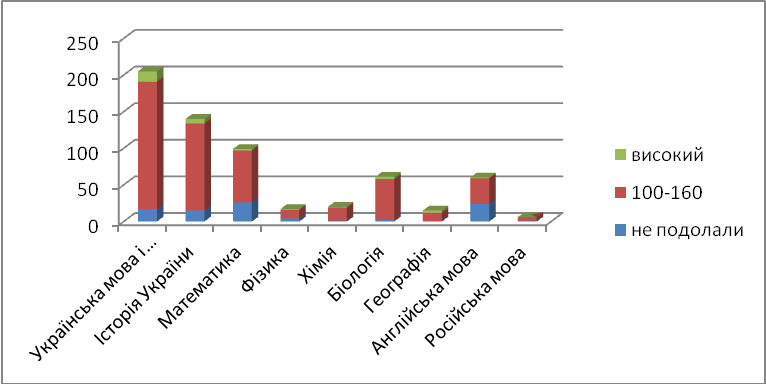 250
200
150
100
50
0
Українська мова і...
Історія України
Математика
Фізика
Хімія
Біологія
Географія
Англійська мова
Російська мова
високий
100-160
не подолали